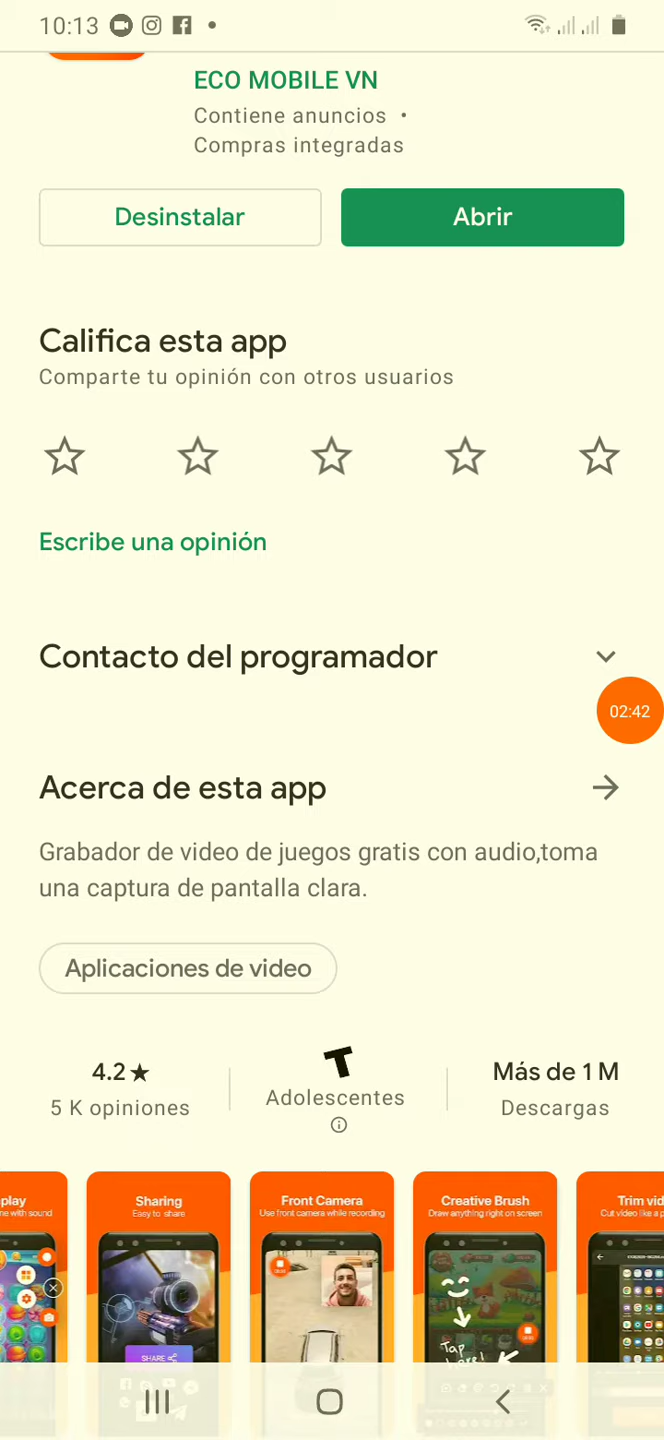 10:13
ECO MOBILE VN
Contiene anuncios •
Compras integradas
Desinstalar
Abrir
Califica esta app
Comparte tu opinión con otros usuarios
Escribe una opinión
Contacto del programador
02:42
Acerca de esta app
Grabador de video de juegos gratis con audio,toma
una captura de pantalla clara.
Aplicaciones de video
4.2★
5 K opiniones
T
Adolescentes
Más de 1 M
Descargas
play
ne with sound
Sharing
Easy to share
SHARE
Front Camera
Use front camera while recording
Creative Brush
Draw anything right on screen
Tap
here!
Trim vid
Cut video like a p